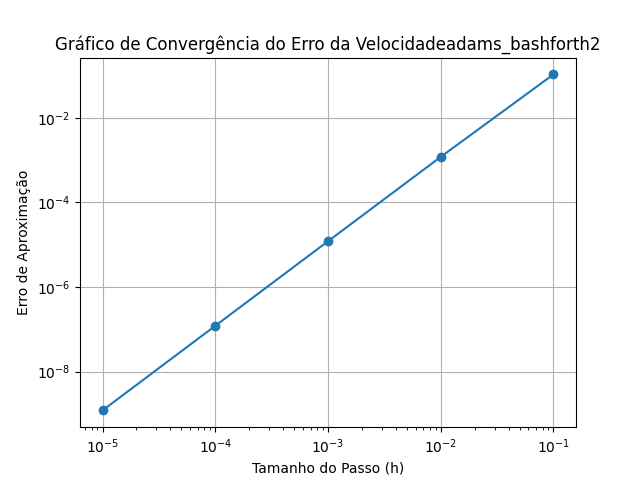 Gráfico de Convergência do Erro da Velocidadeadams_bashforth2
Erro de Aproximação
10⁻²
10⁻⁴
10⁻⁶
10⁻⁸
10⁻⁵ 10⁻⁴ 10⁻³ 10⁻² 10⁻¹
Tamanho do Passo (h)